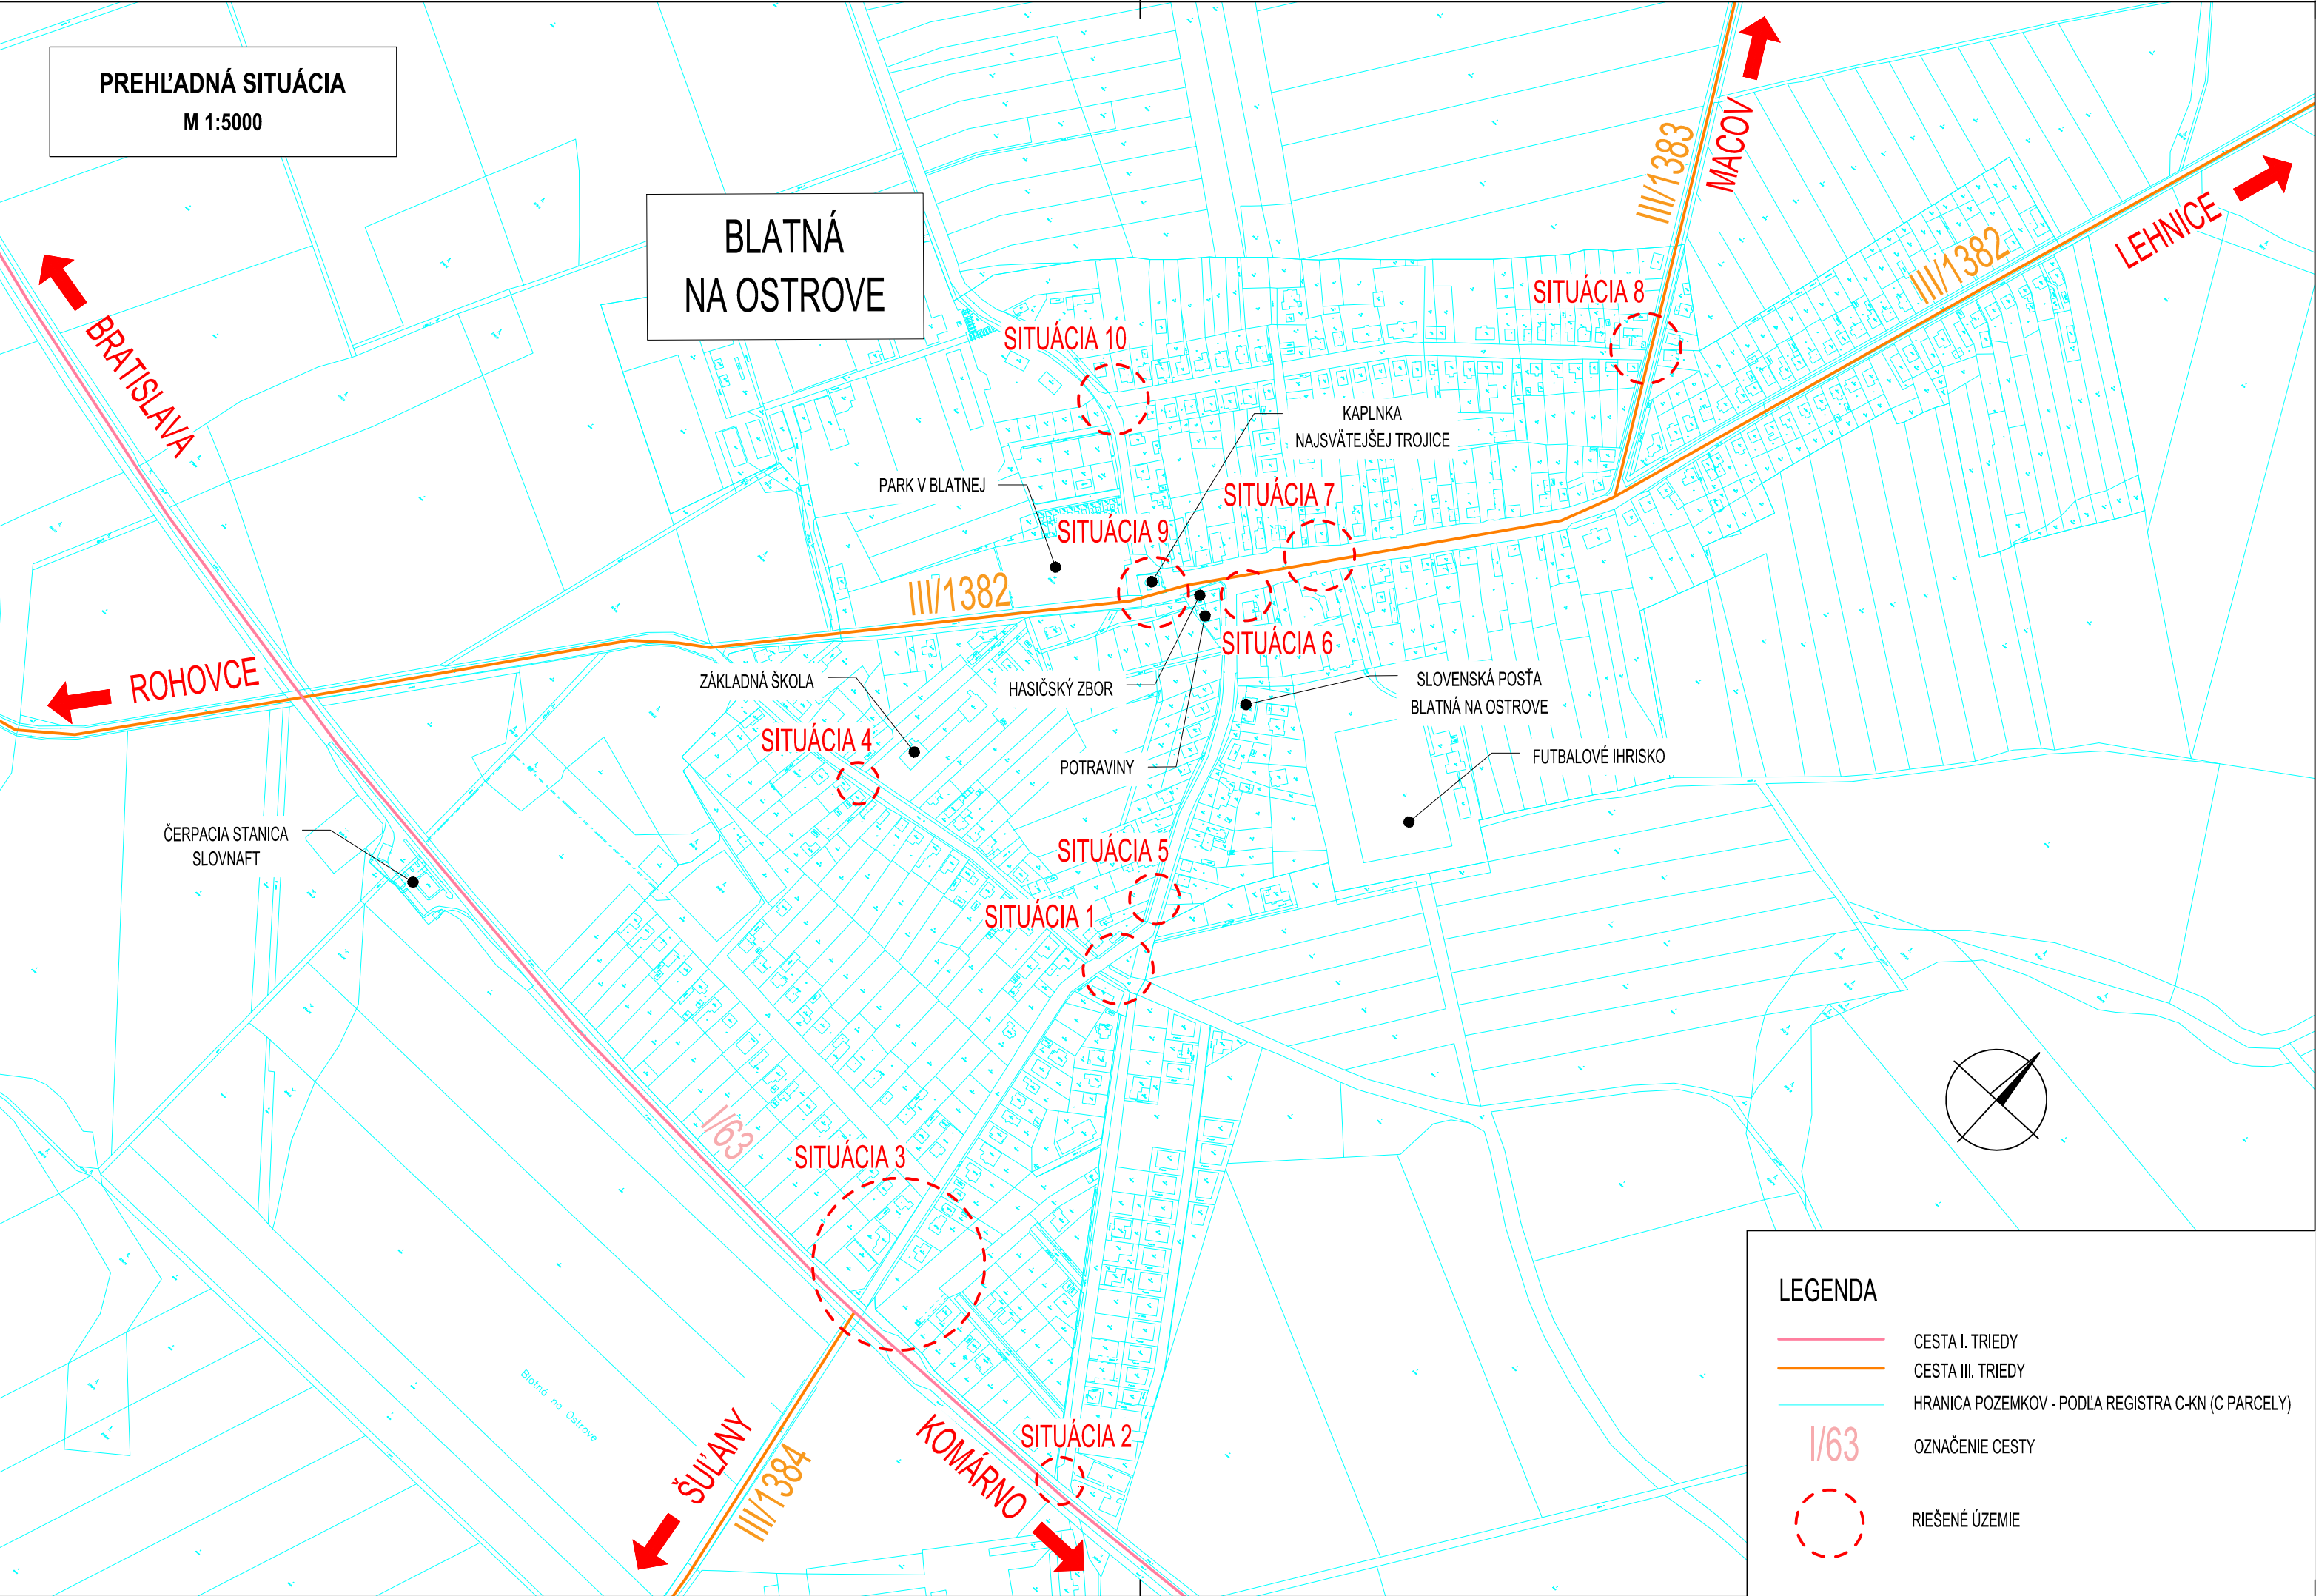 PREHĽADNÁ SITUÁCIA
M 1:5000
BLATNÁ
NA OSTROVE
MACOV
III/1383
LEHNICE
III/1382
BRATISLAVA
SITUÁCIA 8
SITUÁCIA 10
KAPLNKA
NAJSVÄTEJŠEJ TROJICE
PARK V BLATNEJ
SITUÁCIA 7
SITUÁCIA 9
III/1382
SITUÁCIA 6
ROHOVCE
ZÁKLADNÁ ŠKOLA
HASIČSKÝ ZBOR
SLOVENSKÁ POSŤA
BLATNÁ NA OSTROVE
SITUÁCIA 4
POTRAVINY
FUTBALOVÉ IHRISKO
ČERPACIA STANICA
SLOVNAFT
SITUÁCIA 5
SITUÁCIA 1
I/63
SITUÁCIA 3
Blatná na Ostrove
SITUÁCIA 2
ŠUĽANY
III/1384
KOMÁRNO
LEGENDA
CESTA I. TRIEDY
CESTA III. TRIEDY
HRANICA POZEMKOV - PODĽA REGISTRA C-KN (C PARCELY)
I/63
OZNAČENIE CESTY
RIEŠENÉ ÚZEMIE